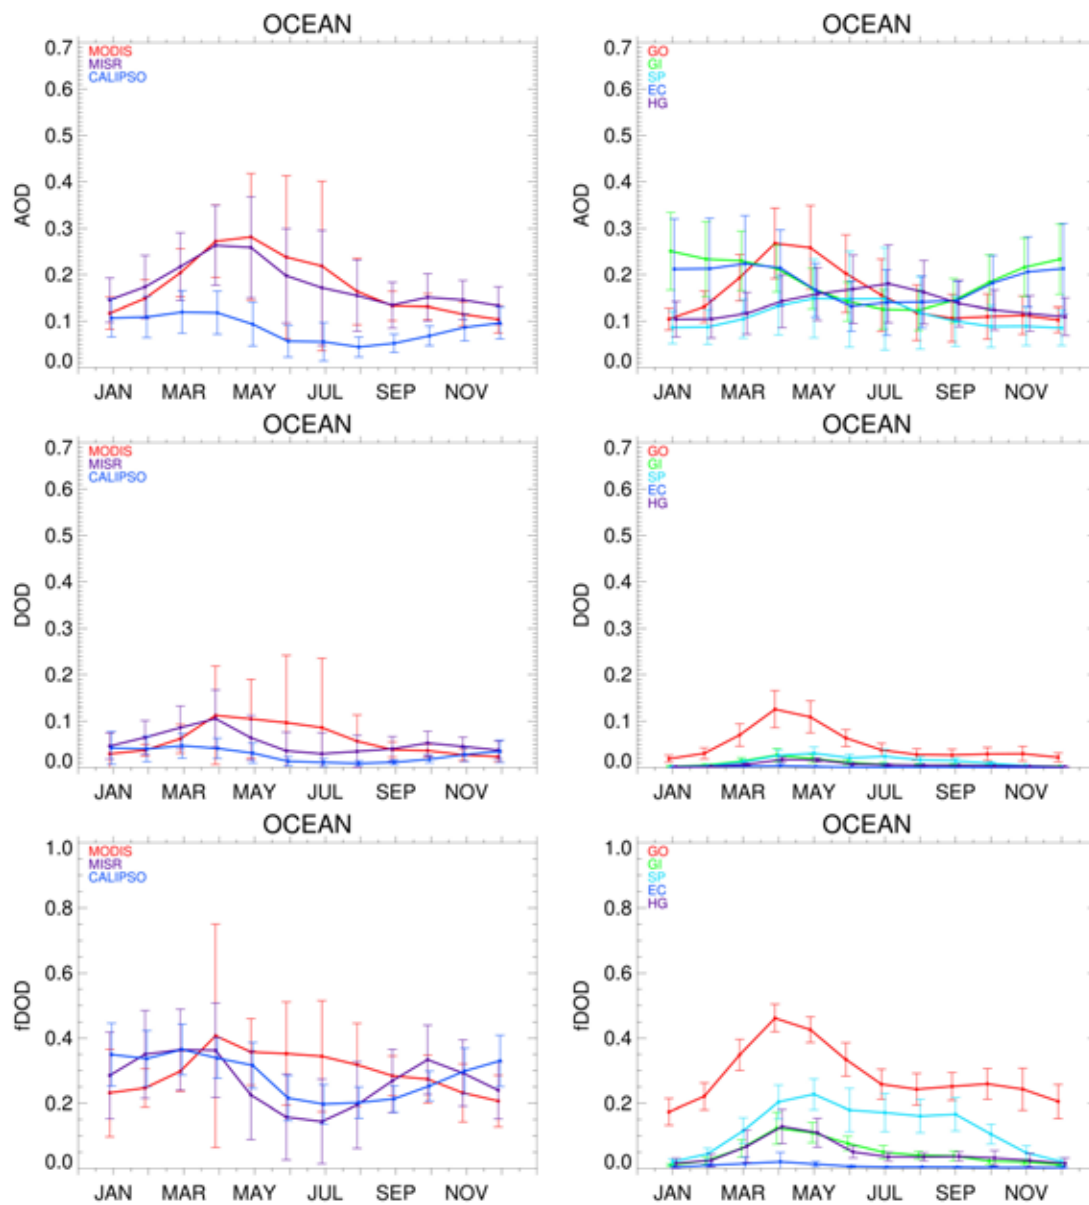 OCEAN
MODIS
MISR
CALIPSO
AOD
0.7
0.6
0.5
0.4
0.3
0.2
0.1
0.0
JAN MAR MAY JUL SEP NOV
OCEAN
GO
GI
SP
EC
HG
AOD
0.7
0.6
0.5
0.4
0.3
0.2
0.1
0.0
JAN MAR MAY JUL SEP NOV
OCEAN
MODIS
MISR
CALIPSO
DOD
0.7
0.6
0.5
0.4
0.3
0.2
0.1
0.0
JAN MAR MAY JUL SEP NOV
OCEAN
GO
GI
SP
EC
HG
DOD
0.7
0.6
0.5
0.4
0.3
0.2
0.1
0.0
JAN MAR MAY JUL SEP NOV
OCEAN
MODIS
MISR
CALIPSO
fDOD
1.0
0.8
0.6
0.4
0.2
0.0
JAN MAR MAY JUL SEP NOV
OCEAN
GO
GI
SP
EC
HG
fDOD
1.0
0.8
0.6
0.4
0.2
0.0
JAN MAR MAY JUL SEP NOV